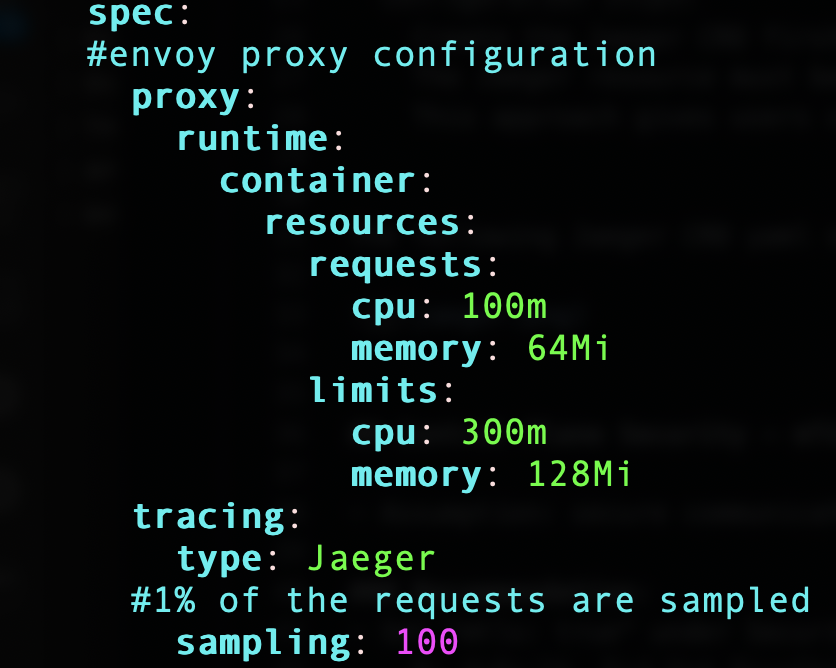 spec:
#envoy proxy configuration
proxy:
runtime:
container:
resources:
requests:
cpu: 100m
memory: 64Mi
limits:
cpu: 300m
memory: 128Mi
tracing:
type: Jaeger
#1% of the requests are sampled
sampling: 100